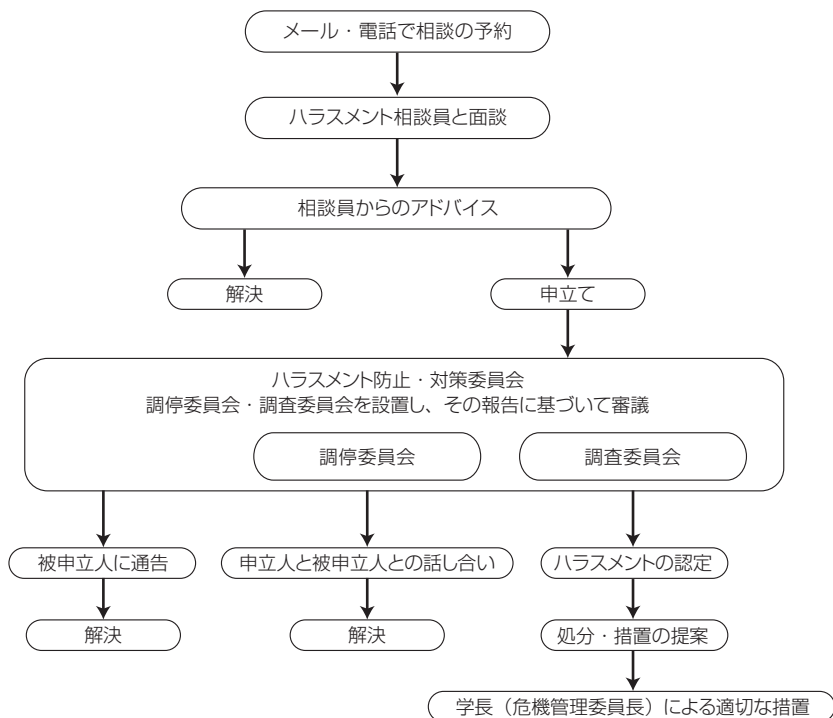 メール・電話で相談の予約
ハラスメント相談員と面談
相談員からのアドバイス
解決
申立て
ハラスメント防止・対策委員会
調停委員会・調査委員会を設置し、その報告に基づいて審議
調停委員会
調査委員会
被申立人に通告
申立人と被申立人との話し合い
ハラスメントの認定
解決
解決
処分・措置の提案
学長（危機管理委員長）による適切な措置